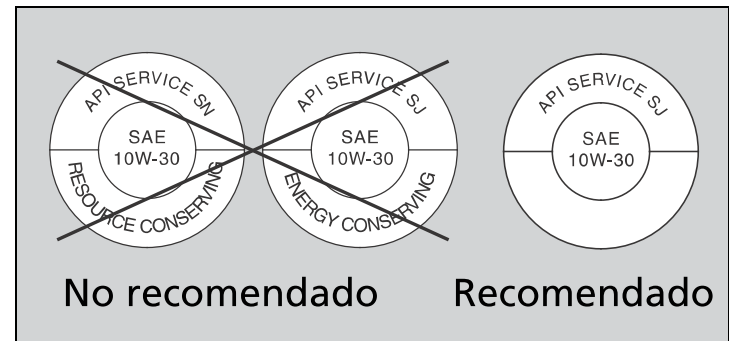 API SERVICE SN
SAE
10W-30
RESOURCE CONSERVING
API SERVICE SJ
SAE
10W-30
ENERGY CONSERVING
API SERVICE SJ
SAE
10W-30
No recomendado
Recomendado